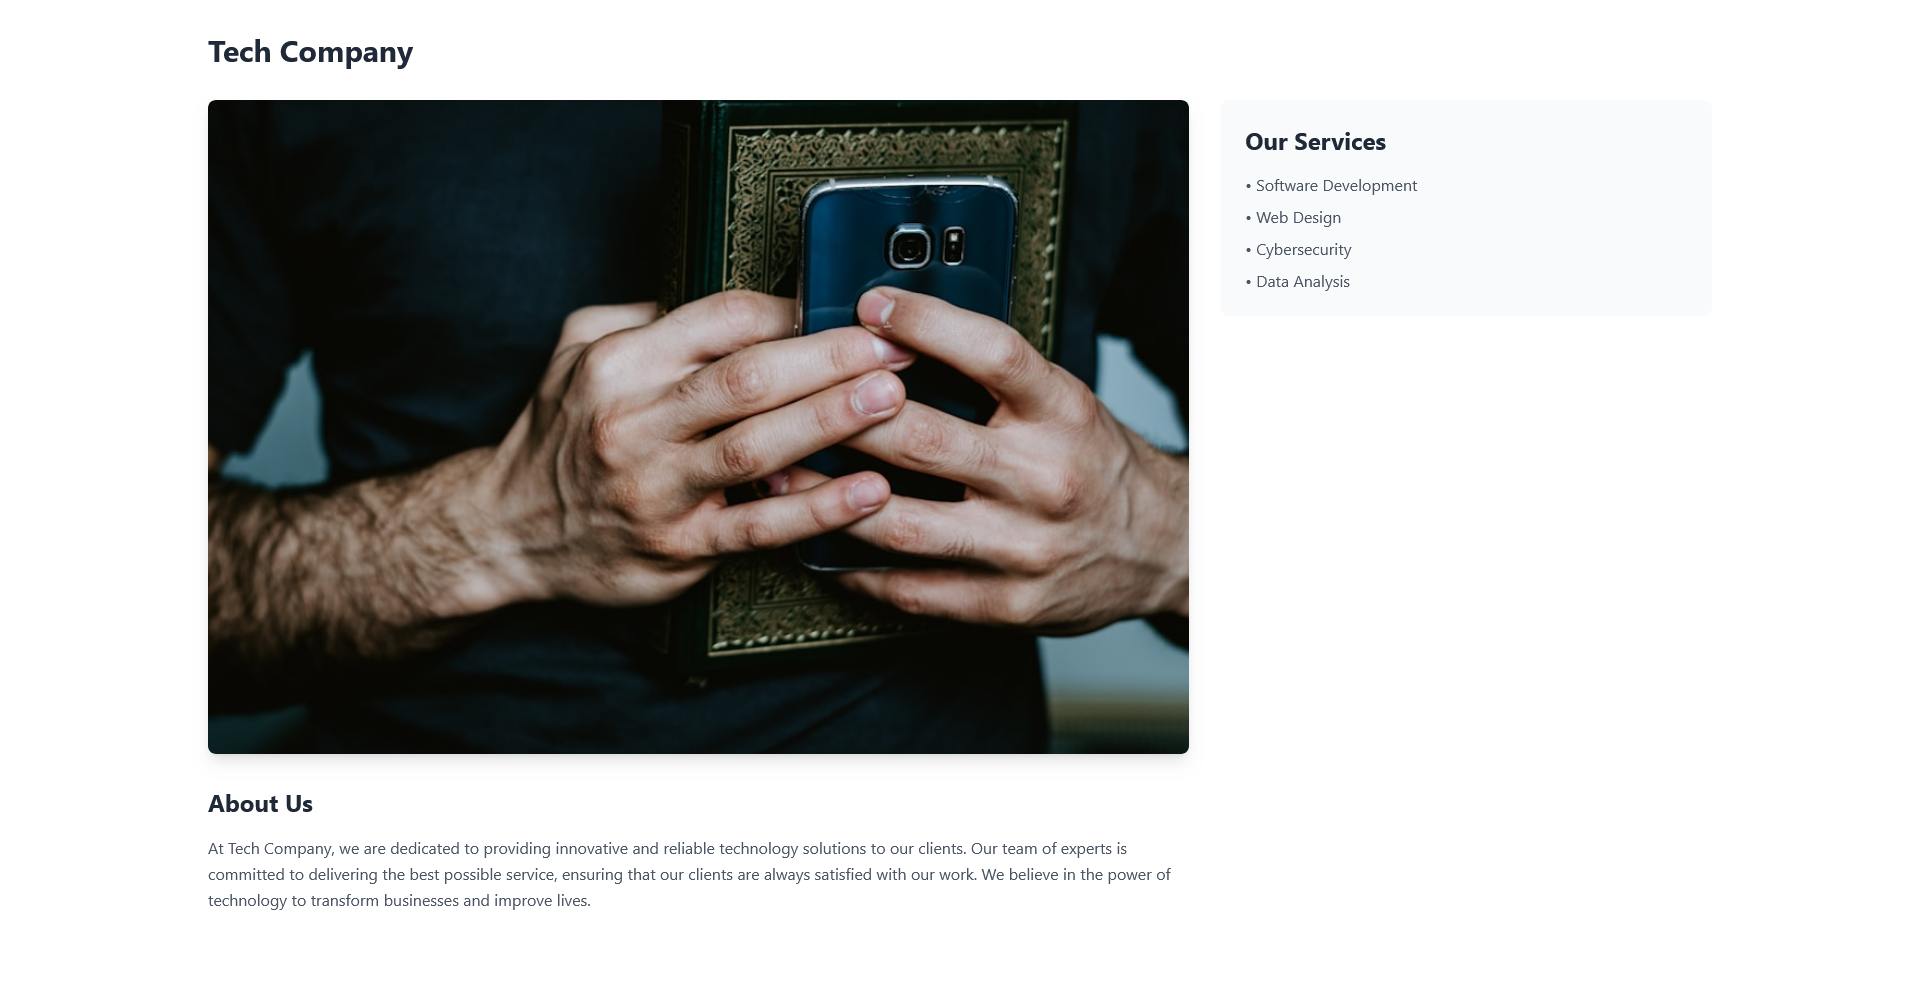 Tech Company
Our Services
• Software Development
• Web Design
• Cybersecurity
• Data Analysis
About Us
At Tech Company, we are dedicated to providing innovative and reliable technology solutions to our clients. Our team of experts is
committed to delivering the best possible service, ensuring that our clients are always satisfied with our work. We believe in the power of
technology to transform businesses and improve lives.